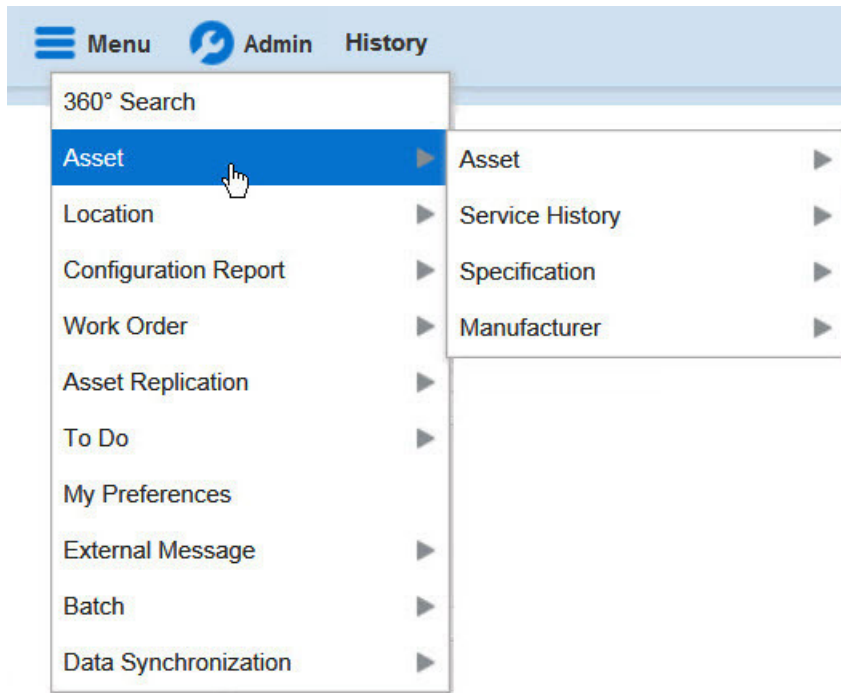 Menu Admin History
360° Search
Asset
Location
Configuration Report
Work Order
Asset Replication
To Do
My Preferences
External Message
Batch
Data Synchronization
Asset
Service History
Specification
Manufacturer